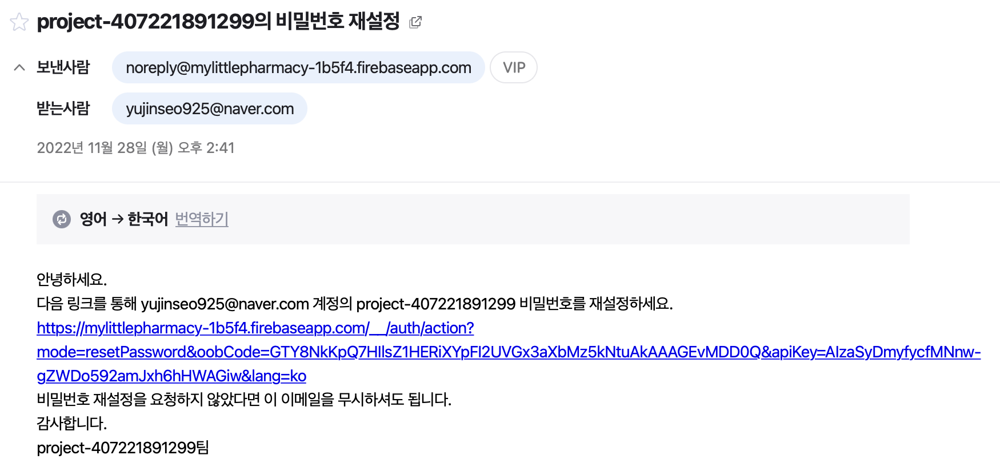 project-407221891299의 비밀번호 재설정
보낸사람 noreply@mylittlepharmacy-1b5f4.firebaseapp.com VIP
받는사람 yujinseo925@naver.com
2022년 11월 28일 (월) 오후 2:41
영어 → 한국어 번역하기
안녕하세요.
다음 링크를 통해 yujinseo925@naver.com 계정의 project-407221891299 비밀번호를 재설정하세요.
https://mylittlepharmacy-1b5f4.firebaseapp.com/__/auth/action?
mode=resetPassword&oobCode=GTY8NkKpQ7HIlsZ1HERiXYpFI2UVGx3aXbMz5kNtuAkAAAGEvMDD0Q&apiKey=AIzaSyDmyfycfMNnw-
gZWDo592amJxh6hHWAGiw&lang=ko
비밀번호 재설정을 요청하지 않았다면 이 이메일을 무시하셔도 됩니다.
감사합니다.
project-407221891299팀